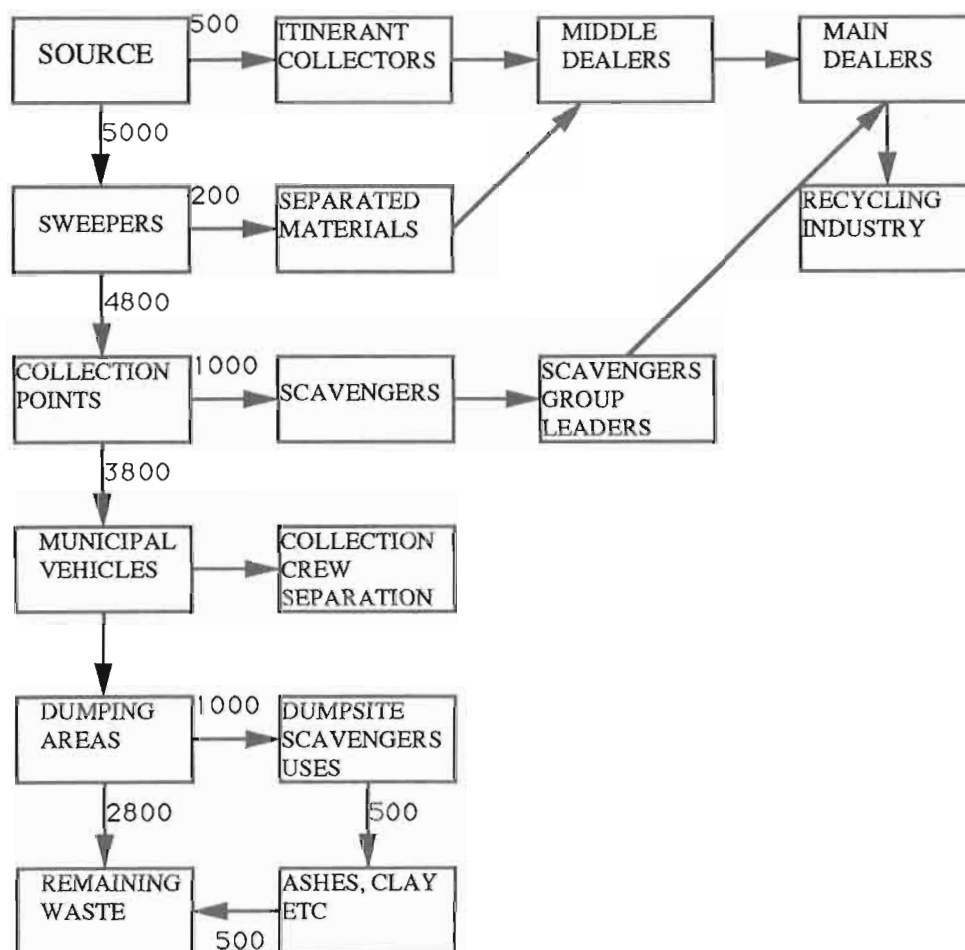 SOURCE
500
ITINERANT
COLLECTORS
MIDDLE
DEALERS
MAIN
DEALERS
5000
SWEEPERS
200
SEPARATED
MATERIALS
RECYCLING
INDUSTRY
4800
COLLECTION
POINTS
1000
SCAVENGERS
SCAVENGERS
GROUP
LEADERS
3800
MUNICIPAL
VEHICLES
COLLECTION
CREW
SEPARATION
DUMPING
AREAS
1000
DUMPSITE
SCAVENGERS
USES
2800
500
REMAINING
WASTE
ASHES, CLAY
ETC
500